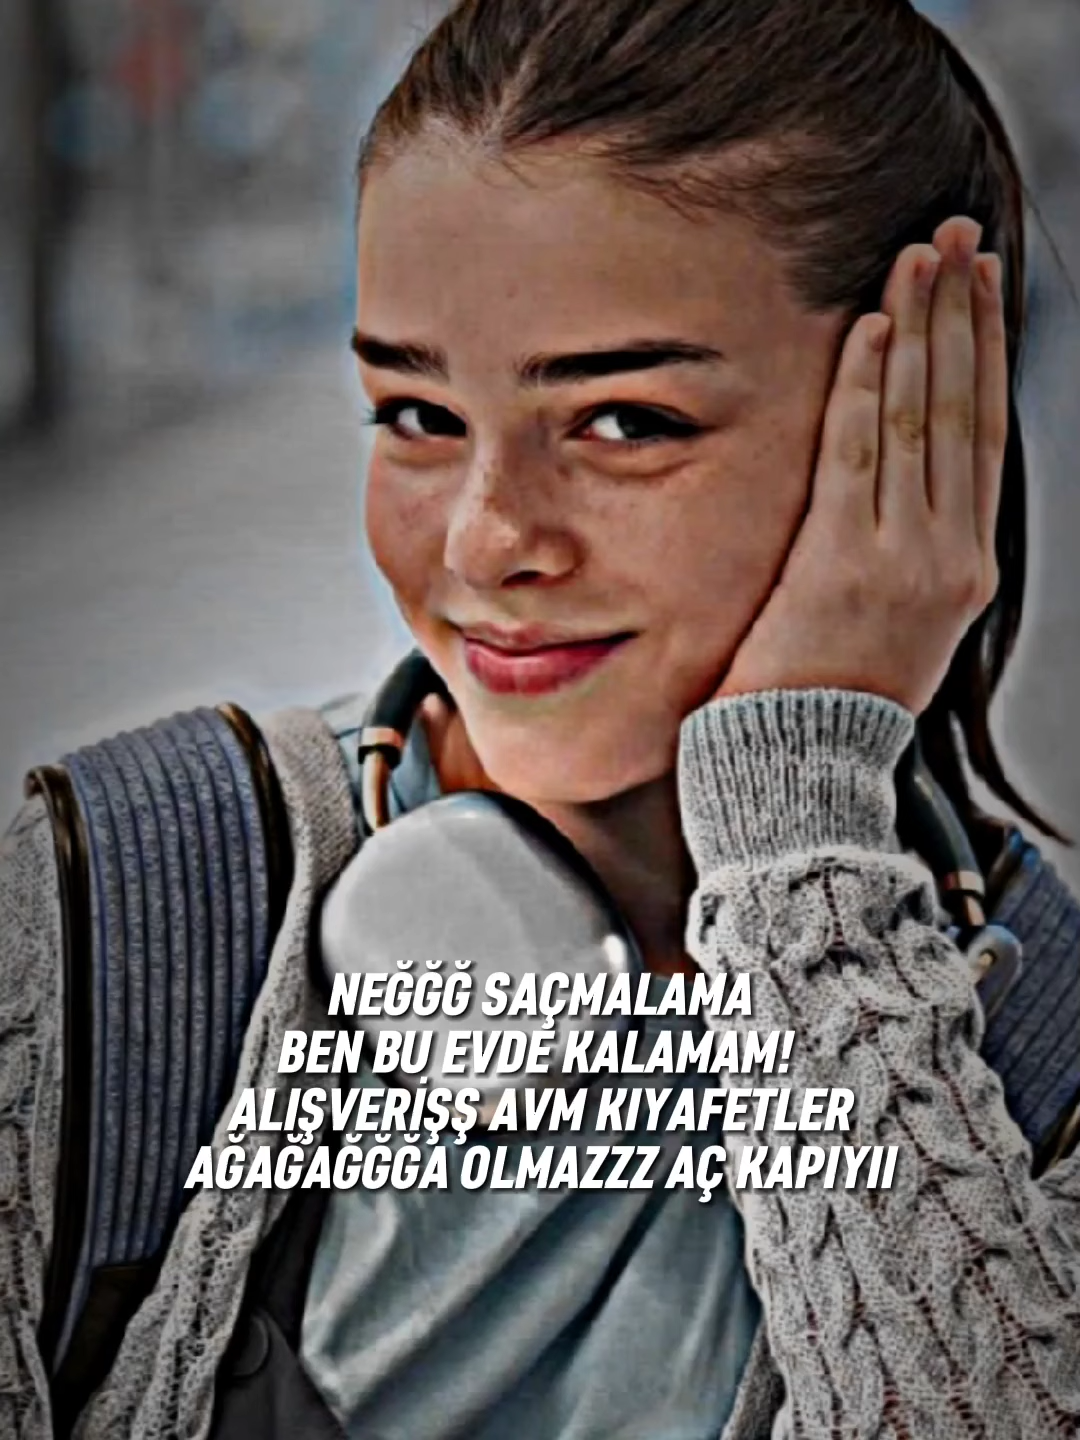 NEĞĞĞ SAÇMALAMA
BEN BU EVDE KALAMAM!
ALIŞVERİŞŞ AVM KIYAFETLER
AĞAĞAĞĞĞA OLMAZZZ AÇ KAPIYII